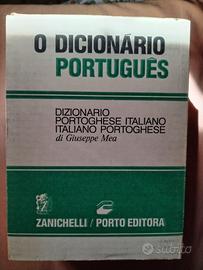 O DICIONÁRIO
PORTUGUÊS
DIZIONARIO
PORTOGHESE ITALIANO
ITALIANO PORTOGHESE
di Giuseppe Mea
ZANICHELLI / PORTO EDITORA
subito